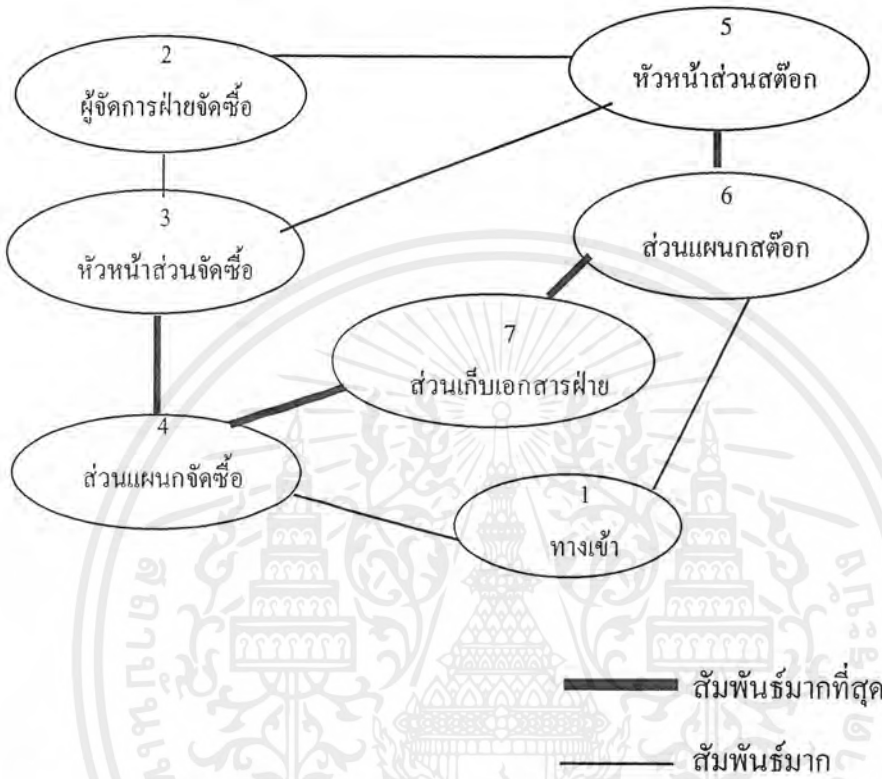 2
ผู้จัดการฝ่ายจัดซื้อ
5
หัวหน้าส่วนสต๊อก
3
หัวหน้าส่วนจัดซื้อ
6
ส่วนแผนกสต๊อก
7
ส่วนเก็บเอกสารฝ่าย
4
ส่วนแผนกจัดซื้อ
1
ทางเข้า
สัมพันธ์มากที่สุด
สัมพันธ์มาก